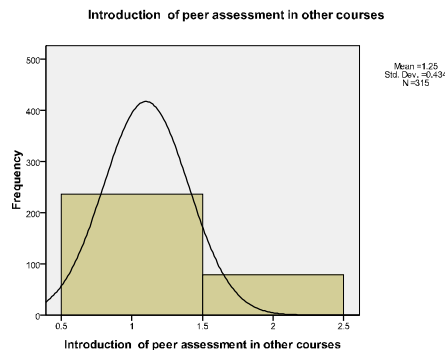 Introduction of peer assessment in other courses
Mean =1.25
Std. Dev. =0.434
N =315
Frequency
500
400
300
200
100
0
0.5 1 1.5 2 2.5
Introduction of peer assessment in other courses